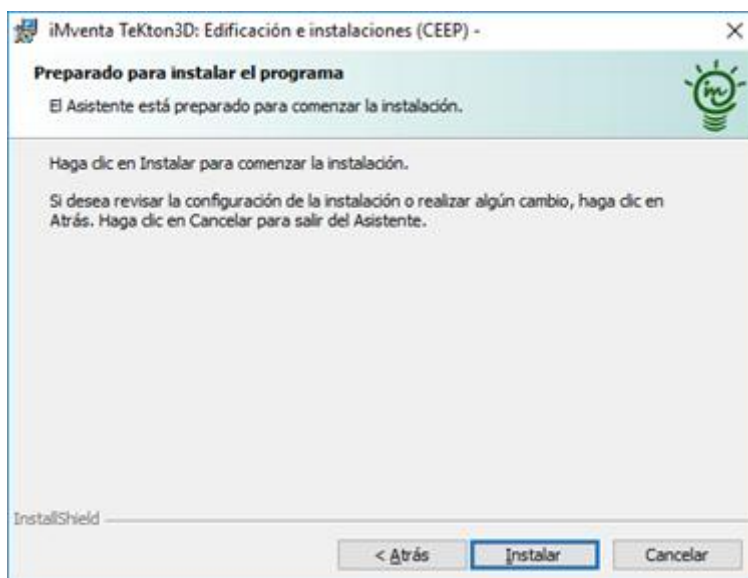 iMventa TeKton3D: Edificación e instalaciones (CEEP) -
Preparado para instalar el programa
El Asistente está preparado para comenzar la instalación.
im
Haga clic en Instalar para comenzar la instalación.
Si desea revisar la configuración de la instalación o realizar algún cambio, haga clic en
Atrás. Haga clic en Cancelar para salir del Asistente.
InstallShield
< Atrás Instalar Cancelar